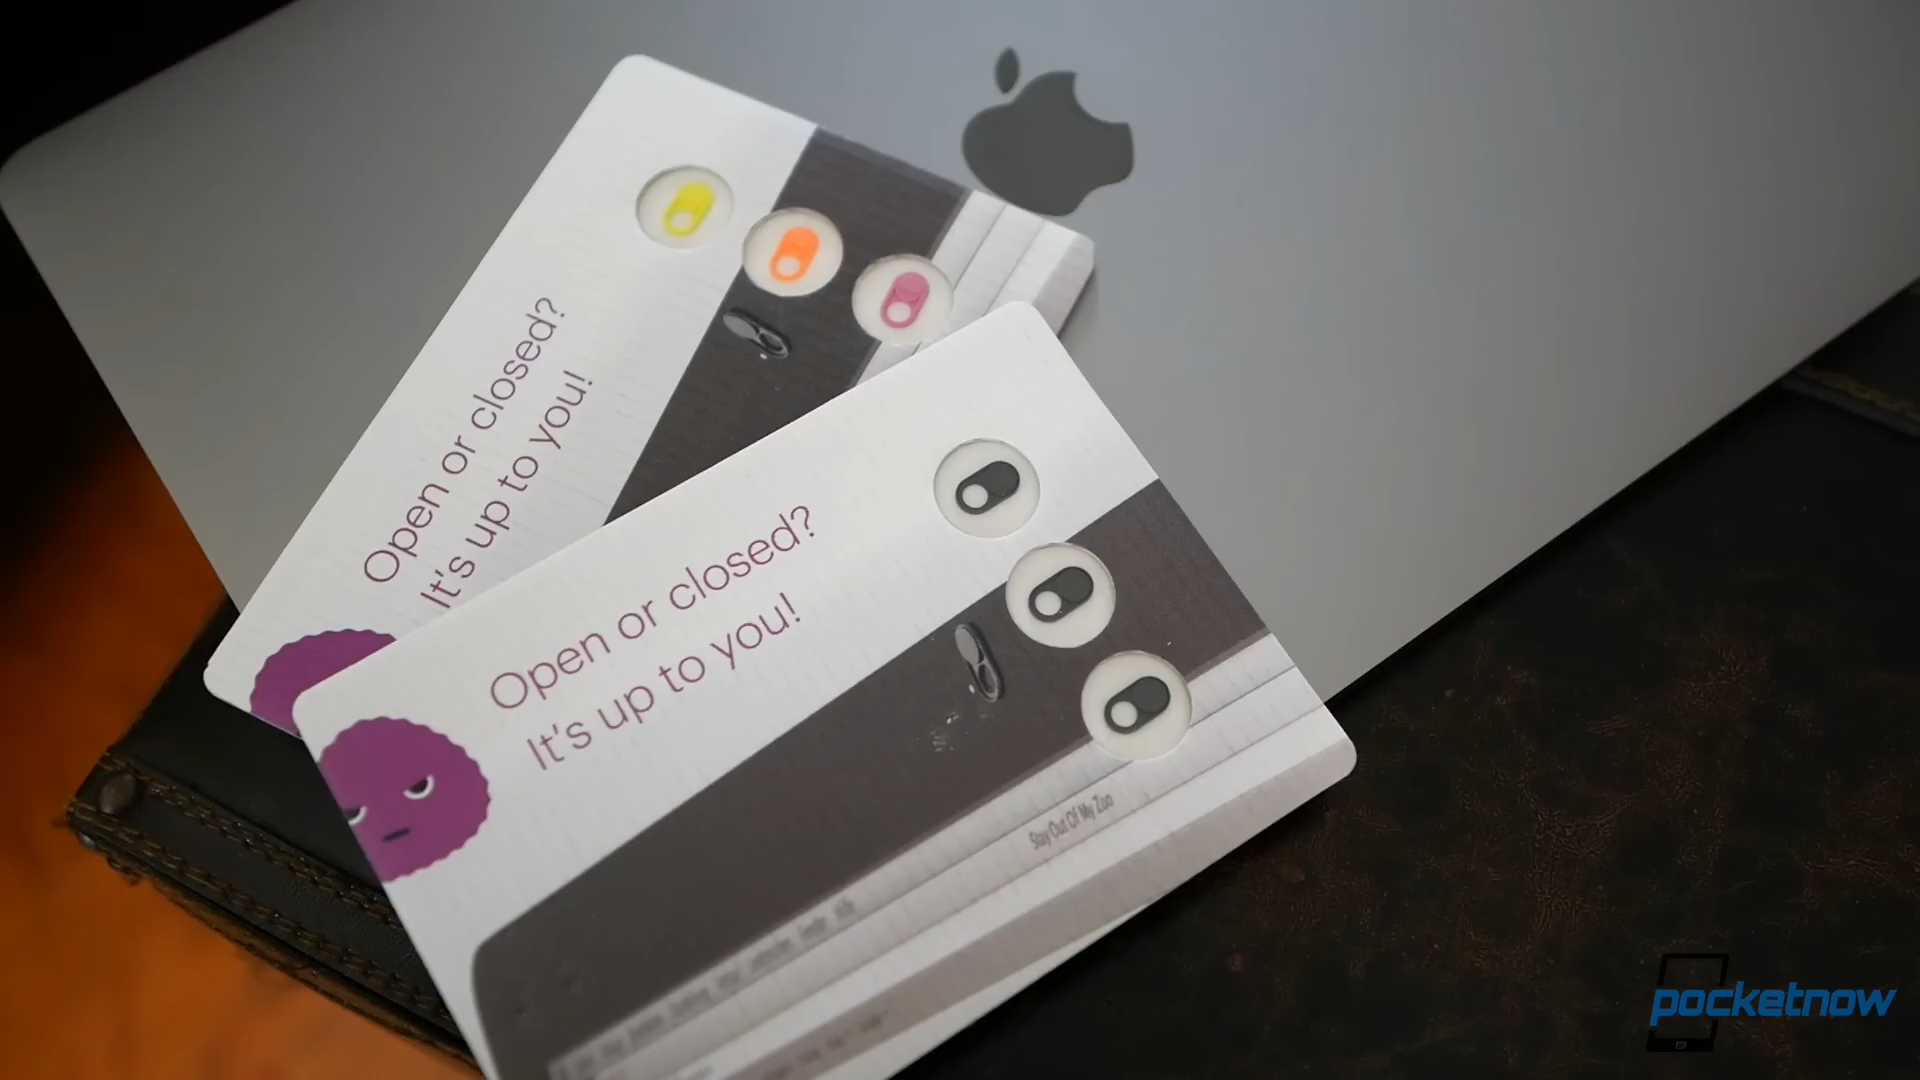 Open or closed?
It's up to you!
Open or closed?
It's up to you!
Stay Out Of My Zoo
pocketnow